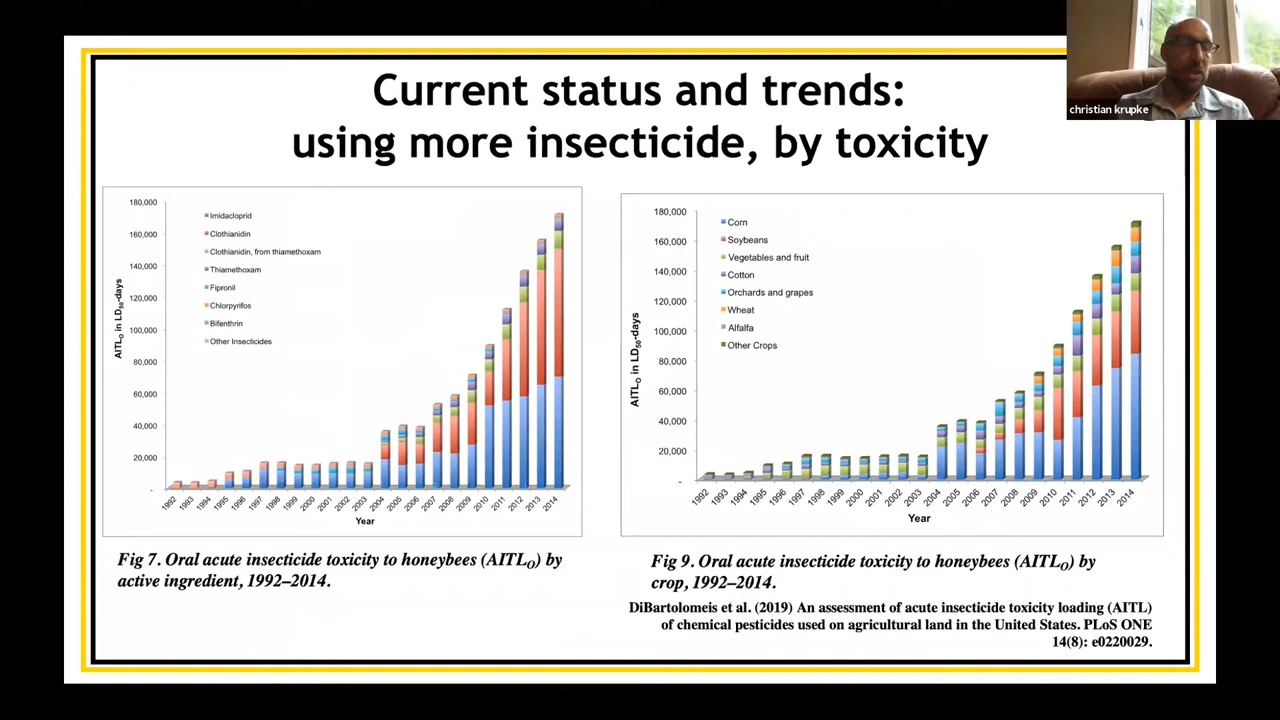 Current status and trends:
using more insecticide, by toxicity
christian krupke
180,000
160,000
140,000
120,000
100,000
80,000
60,000
40,000
20,000
-
AITL₀ in LD₅₀-days
Imidacloprid
Clothianidin
Clothianidin, from thiamethoxam
Thiamethoxam
Fipronil
Chlorpyrifos
Bifenthrin
Other Insecticides
1992 1993 1994 1995 1996 1997 1998 1999 2000 2001 2002 2003 2004 2005 2006 2007 2008 2009 2010 2011 2012 2013 2014
Year
Fig 7. Oral acute insecticide toxicity to honeybees (AITLO) by
active ingredient, 1992–2014.
180,000
160,000
140,000
120,000
100,000
80,000
60,000
40,000
20,000
-
AITLO in LD₅₀-days
Corn
Soybeans
Vegetables and fruit
Cotton
Orchards and grapes
Wheat
Alfalfa
Other Crops
1992 1993 1994 1995 1996 1997 1998 1999 2000 2001 2002 2003 2004 2005 2006 2007 2008 2009 2010 2011 2012 2013 2014
Year
Fig 9. Oral acute insecticide toxicity to honeybees (AITLO) by
crop, 1992–2014.
DiBartolomeis et al. (2019) An assessment of acute insecticide toxicity loading (AITL)
of chemical pesticides used on agricultural land in the United States. PLoS ONE
14(8): e0220029.